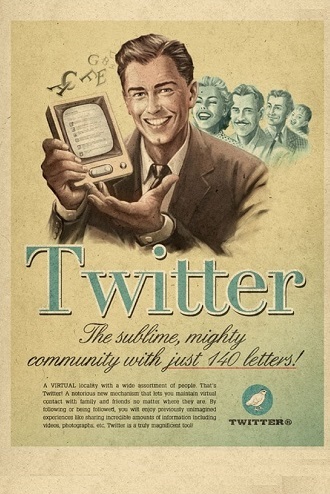 Twitter
The sublime, mighty
community with just 140 letters!
A VIRTUAL locality with a wide assortment of people. That's
Twitter! A notorious new mechanism that lets you maintain virtual
contact with family and friends no matter where they are. By
following or being followed, you will enjoy previously unimagined
experiences like sharing incredible amounts of information including
videos, photographs, etc. Twitter is a truly magnificent tool!
TWITTER®